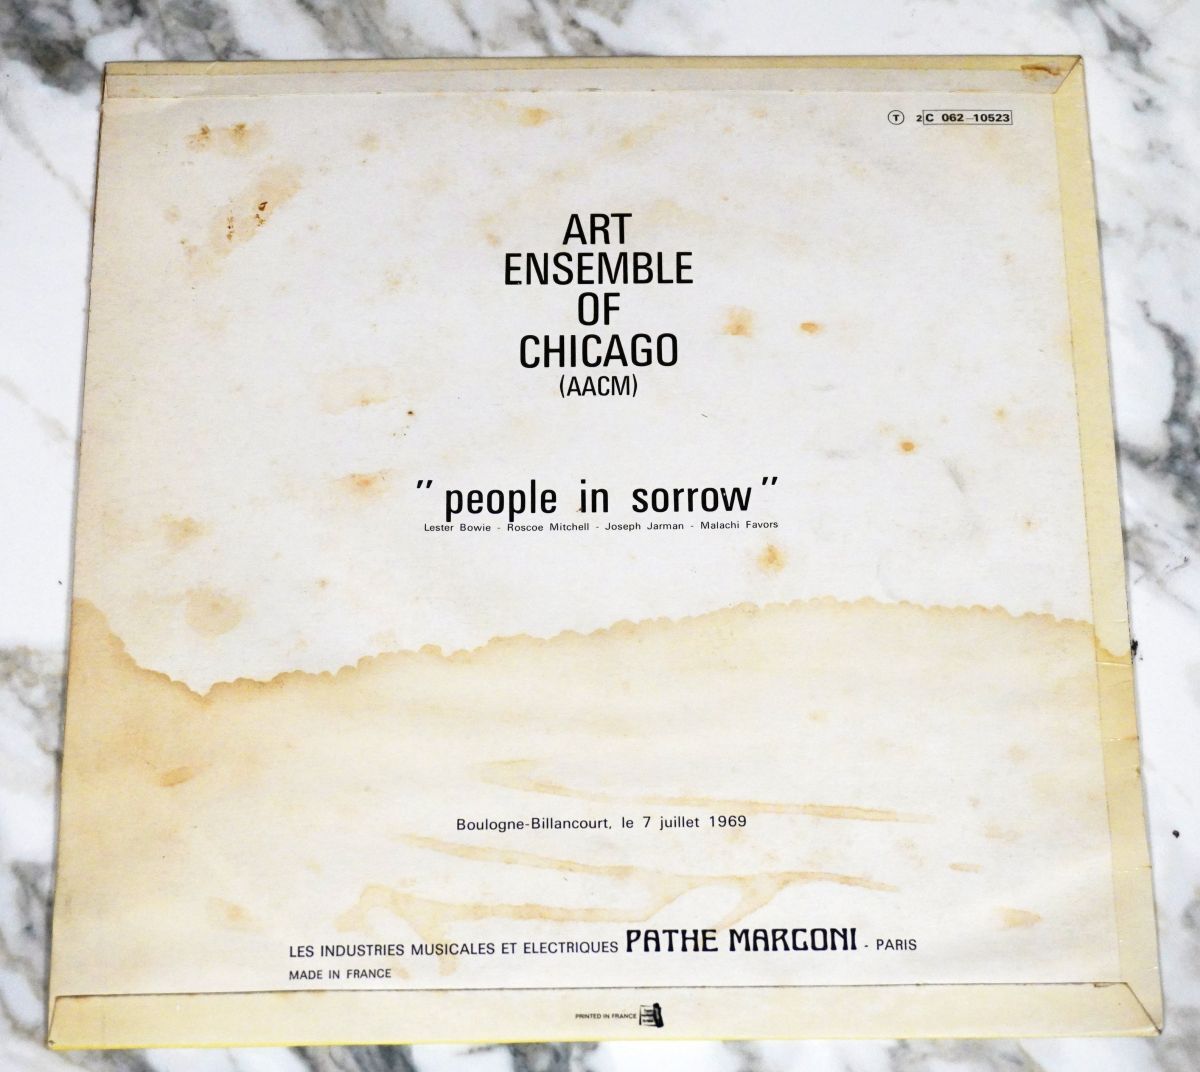 Ⓣ 2C 062-10523
ART
ENSEMBLE
OF
CHICAGO
(AACM)
"people in sorrow"
Lester Bowie - Roscoe Mitchell - Joseph Jarman - Malachi Favors
Boulogne-Billancourt, le 7 juillet 1969
LES INDUSTRIES MUSICALES ET ELECTRIQUES PATHE MARCONI - PARIS
MADE IN FRANCE
PRINTED IN FRANCE